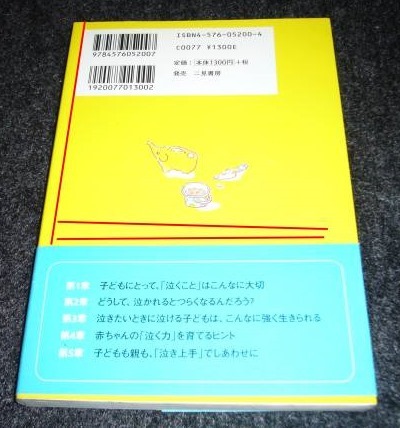 9784576052007
1920077013002
ISBN4-576-05200-4
C0077 ¥1300E
定価：本体1300円+税
発売 二見書房
第1章 子どもにとって、「泣くこと」はこんなに大切
第2章 どうして、泣かれるとつらくなるんだろう?
第3章 泣きたいときに泣ける子どもは、こんなに強く生きられる
第4章 赤ちゃんの「泣く力」を育てるヒント
第5章 子どもも親も、「泣き上手」でしあわせに